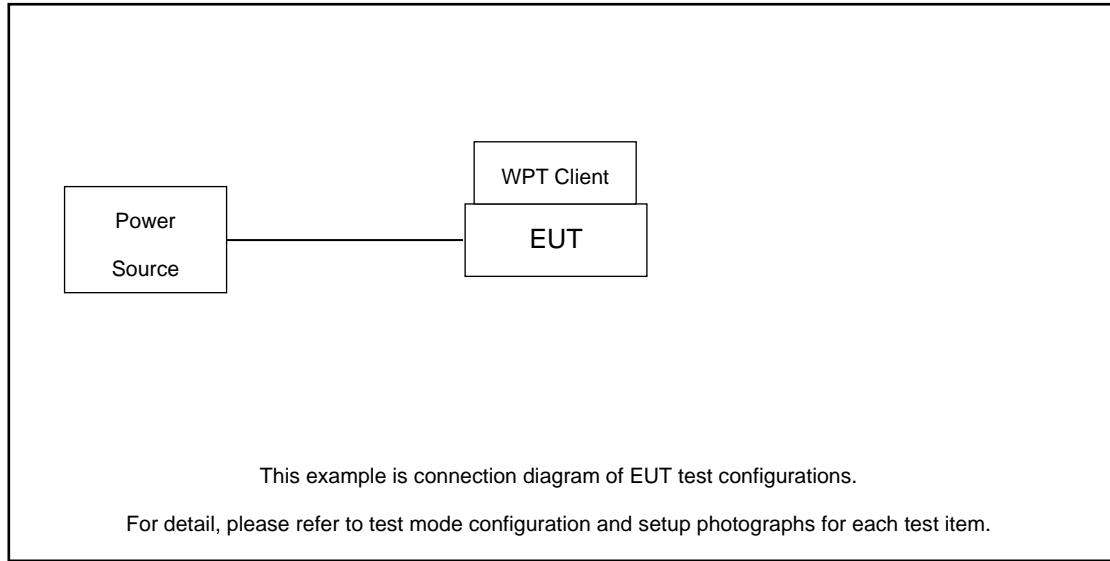 WPT Client
Power
Source
EUT
This example is connection diagram of EUT test configurations.
For detail, please refer to test mode configuration and setup photographs for each test item.